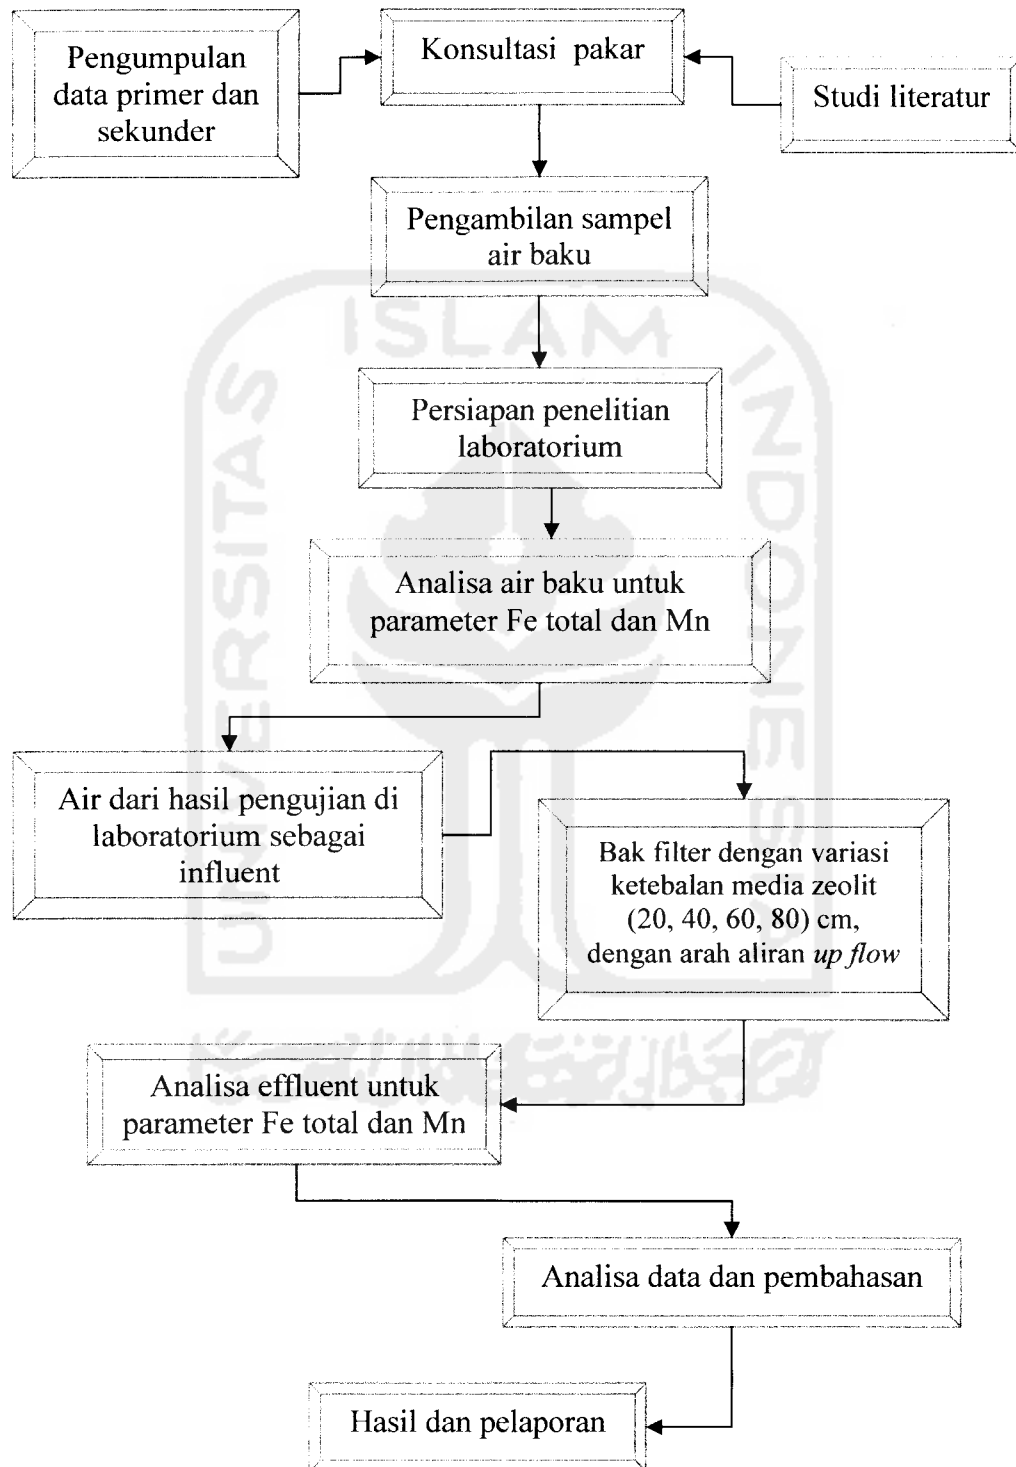 Pengumpulan
data primer dan
sekunder
Konsultasi pakar
Studi literatur
Pengambilan sampel
air baku
Persiapan penelitian
laboratorium
Analisa air baku untuk
parameter Fe total dan Mn
Air dari hasil pengujian di
laboratorium sebagai
influent
Bak filter dengan variasi
ketebalan media zeolit
(20, 40, 60, 80) cm,
dengan arah aliran up flow
Analisa effluent untuk
parameter Fe total dan Mn
Analisa data dan pembahasan
Hasil dan pelaporan
UNIVERSITAS
ISLAM
INDONESIA